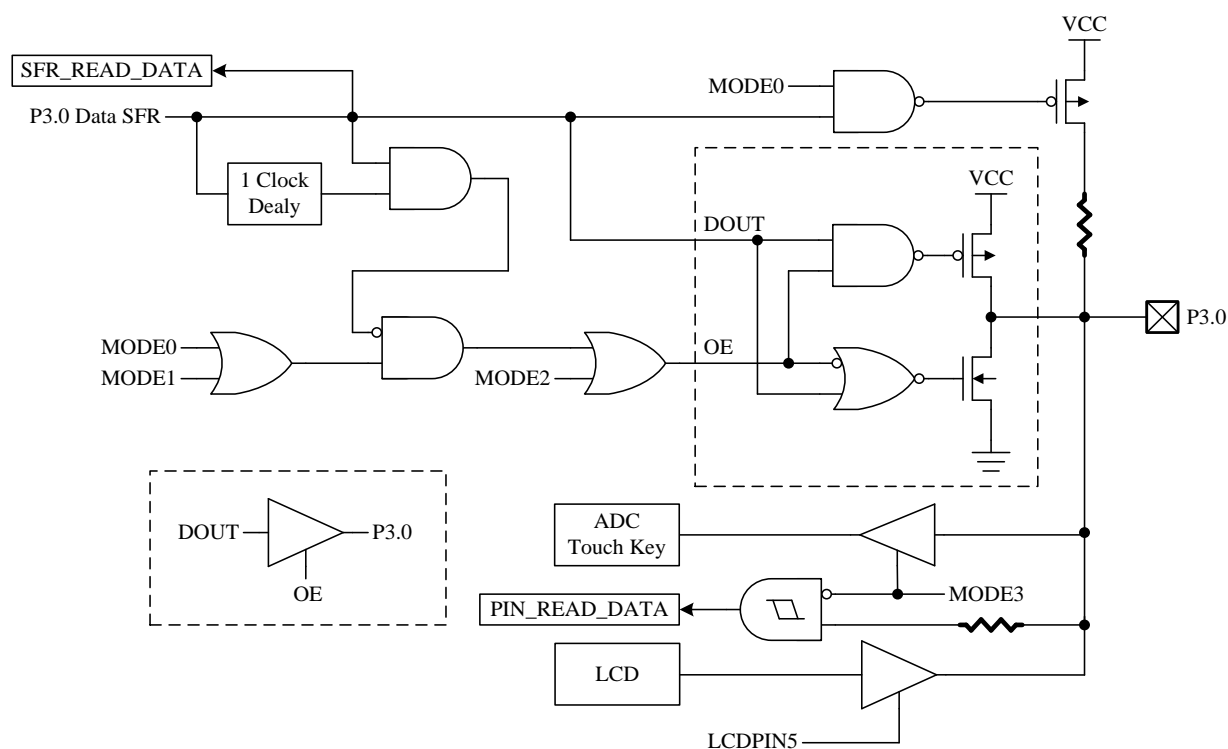 VCC
SFR_READ_DATA
MODE0
P3.0 Data SFR
1 Clock
Dealy
VCC
DOUT
P3.0
MODE0
MODE1
MODE2
OE
DOUT
P3.0
OE
ADC
Touch Key
MODE3
PIN_READ_DATA
LCD
LCDPIN5